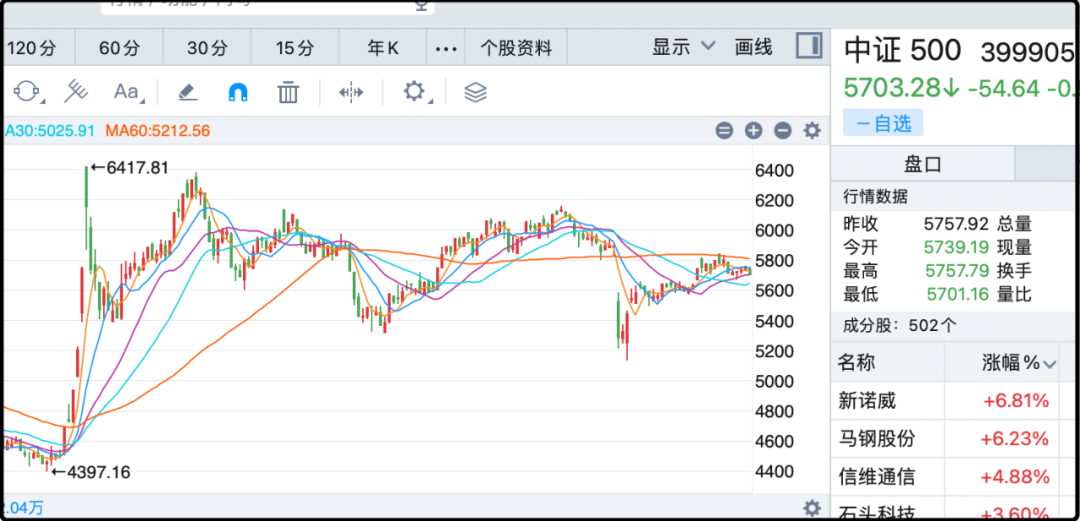 120分 60分 30分 15分 年K ... 个股资料 显示 画线
Aa
A30:5025.91 MA60:5212.56
←6417.81
←4397.16
6400
6200
6000
5800
5600
5400
5200
5000
4800
4600
4400
2.04万
中证 500 399905
5703.28↓ -54.64 -0.
－自选
盘口
行情数据
昨收 5757.92 总量
今开 5739.19 现量
最高 5757.79 换手
最低 5701.16 量比
成分股：502个
名称 涨幅%
新诺威 +6.81%
马钢股份 +6.23%
信维通信 +4.88%
石头科技 +3.60%